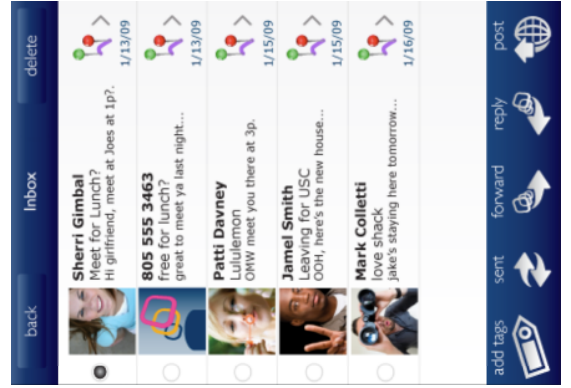 back
Inbox
delete
Sherri Gimbal
Meet for Lunch?
Hi girlfriend, meet at Joes at 1p?.
1/13/09
805 555 3463
free for lunch?
great to meet ya last night...
1/13/09
Patti Davney
Lululemon
OMW meet you there at 3p.
1/15/09
Jamel Smith
Leaving for USC
OOH, here's the new house...
1/15/09
Mark Colletti
love shack
jake's staying here tomorrow...
1/16/09
add tags
sent
forward
reply
post